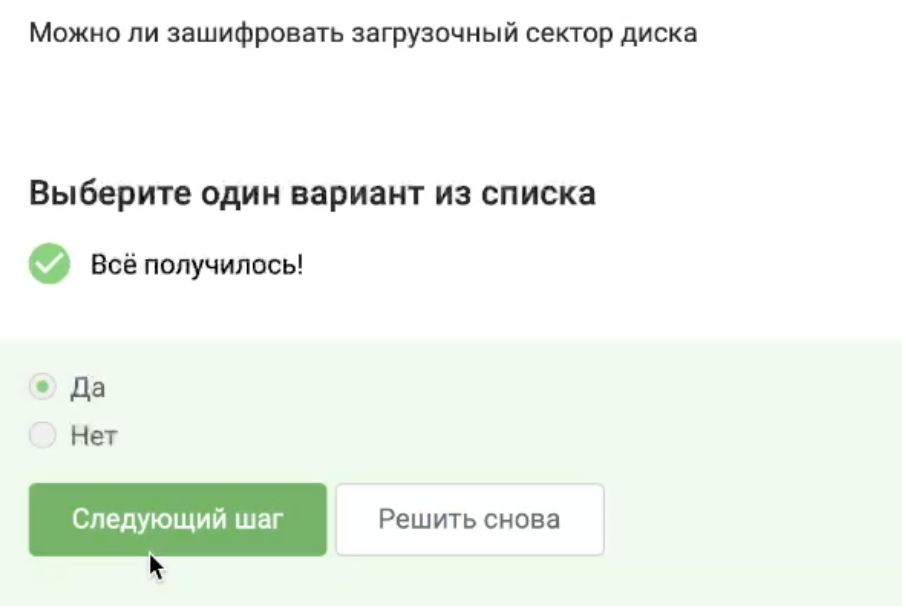 Можно ли зашифровать загрузочный сектор диска
Выберите один вариант из списка
Всё получилось!
Да
Нет
Следующий шаг
Решить снова